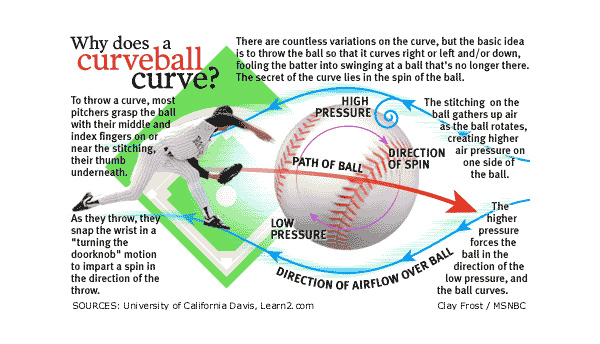 Why does a
curveball
curve?
There are countless variations on the curve, but the basic idea
is to throw the ball so that it curves right or left and/or down,
fooling the batter into swinging at a ball that's no longer there.
The secret of the curve lies in the spin of the ball.
To throw a curve, most
pitchers grasp the ball
with their middle and
index fingers on or
near the stitching,
their thumb
underneath.
As they throw, they
snap the wrist in a
"turning the
doorknob" motion
to impart a spin in
the direction of the
throw.
HIGH
PRESSURE
PATH OF BALL
DIRECTION
OF SPIN
LOW
PRESSURE
DIRECTION OF AIRFLOW OVER BALL
The stitching on the
ball gathers up air
as the ball rotates,
creating higher
air pressure on
one side of
the ball.
The
higher
pressure
forces the
ball in the
direction of the
low pressure, and
the ball curves.
SOURCES: University of California Davis, Learn2.com
Clay Frost / MSNBC